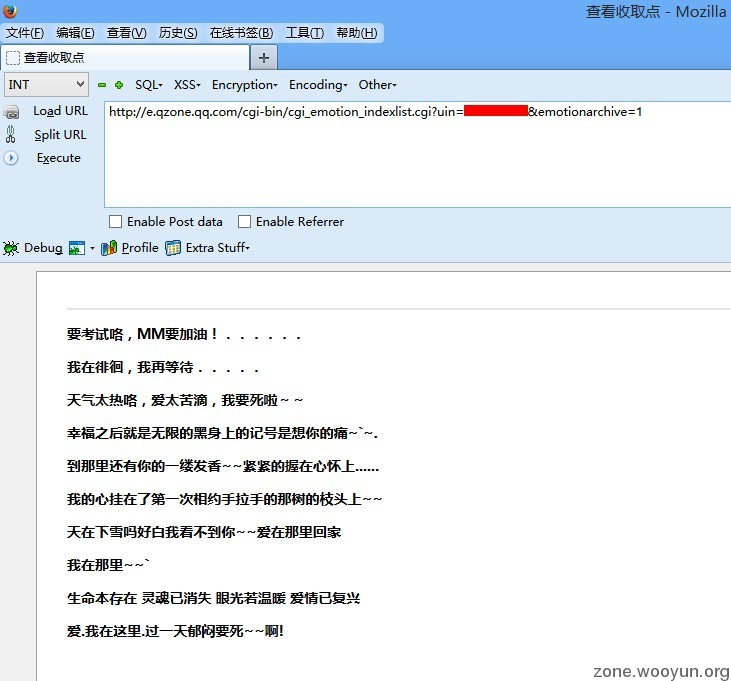 查看收取点 - Mozilla
文件(F) 编辑(E) 查看(V) 历史(S) 在线书签(B) 工具(T) 帮助(H)
查看收取点 +
INT SQL XSS Encryption Encoding Other
Load URL http://e.qzone.qq.com/cgi-bin/cgi_emotion_indexlist.cgi?uin= &emotionarchive=1
Split URL
Execute
Enable Post data Enable Referrer
Debug Profile Extra Stuff
要考试咯，MM要加油！．．．．．．
我在徘徊，我再等待．．．．．
天气太热咯，爱太苦滴，我要死啦~ ~
幸福之后就是无限的黑身上的记号是想你的痛~`~.
到那里还有你的一缕发香~~紧紧的握在心怀上......
我的心挂在了第一次相约手拉手的那树的枝头上~~
天在下雪吗好白我看不到你~~爱在那里回家
我在那里~~`
生命本存在 灵魂已消失 眼光若温暖 爱情已复兴
爱.我在这里.过一天郁闷要死~~啊!
zone.wooyun.org